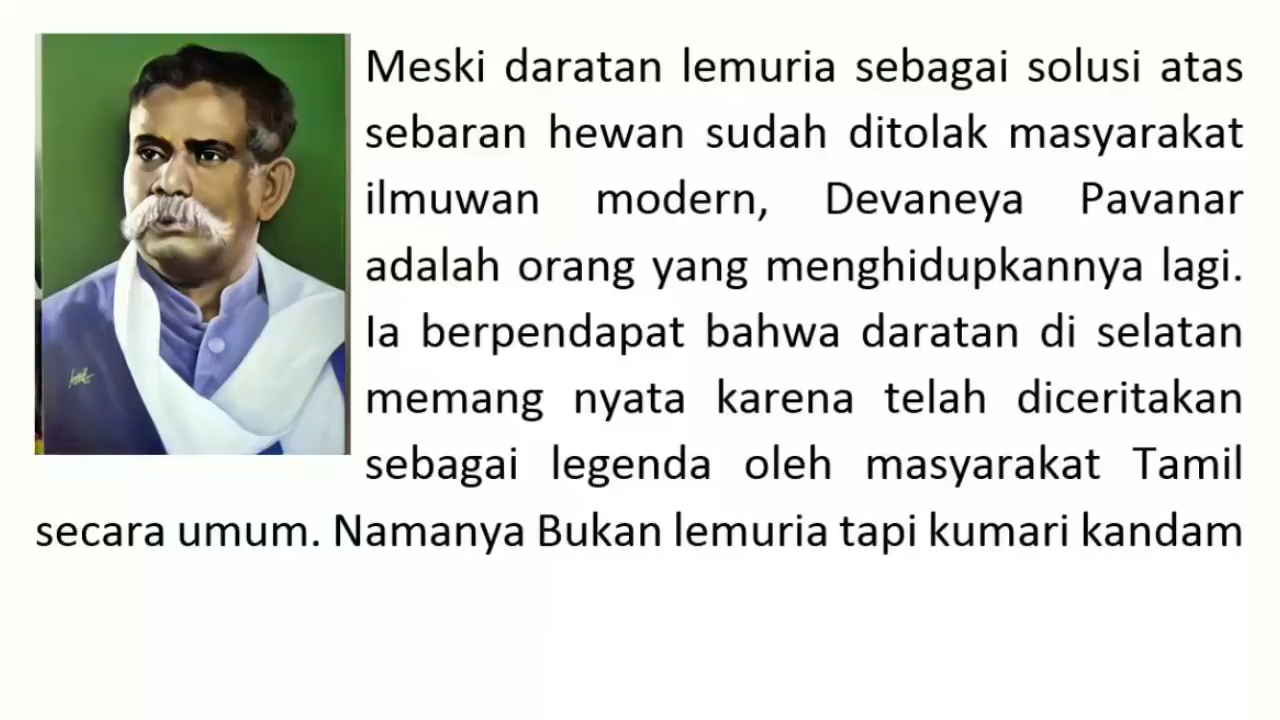 Meski daratan lemuria sebagai solusi atas
sebaran hewan sudah ditolak masyarakat
ilmuwan modern, Devaneya Pavanar
adalah orang yang menghidupkannya lagi.
Ia berpendapat bahwa daratan di selatan
memang nyata karena telah diceritakan
sebagai legenda oleh masyarakat Tamil
secara umum. Namanya Bukan lemuria tapi kumari kandam